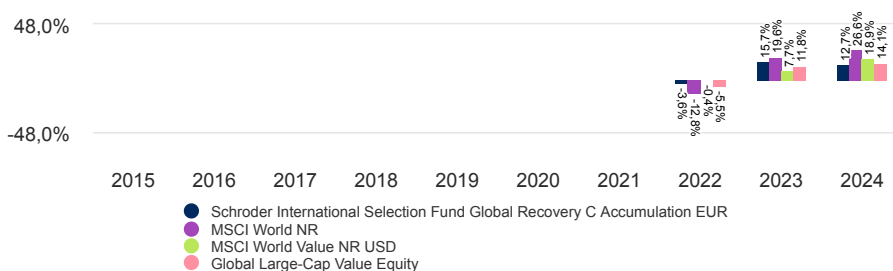 48,0%
15,7%
19,6%
7,7%
11,8%
12,7%
26,6%
18,9%
14,1%
-3,6%
-12,8%
-0,4%
-5,5%
-48,0%
2015 2016 2017 2018 2019 2020 2021 2022 2023 2024
Schroder International Selection Fund Global Recovery C Accumulation EUR
MSCI World NR
MSCI World Value NR USD
Global Large-Cap Value Equity